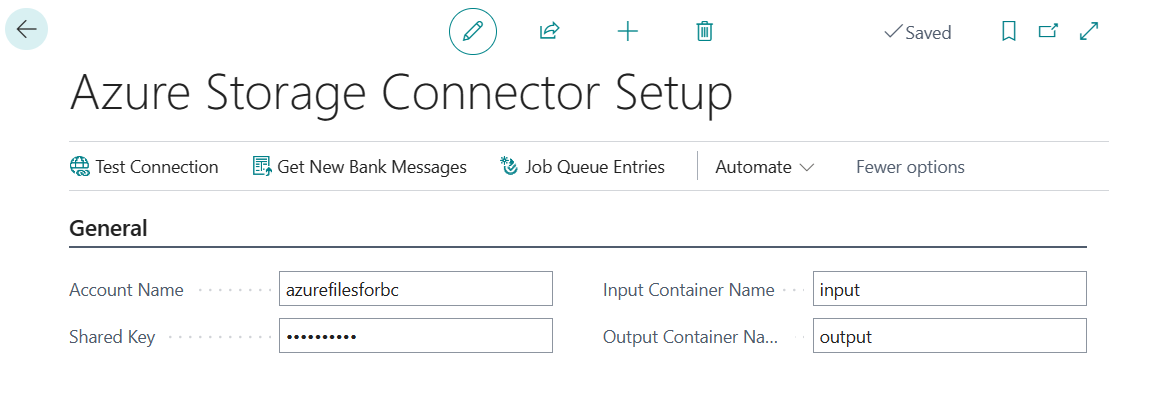 Saved
Azure Storage Connector Setup
Test Connection Get New Bank Messages Job Queue Entries Automate Fewer options
General
Account Name azurefilesforbc Input Container Name input
Shared Key •••••••••• Output Container Na... output